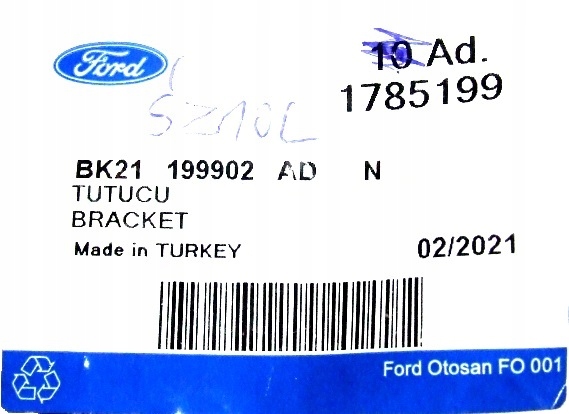 Ford
10 Ad.
1785199
BK21 199902 AD N
TUTUCU
BRACKET
Made in TURKEY
02/2021
Ford Otosan FO 001